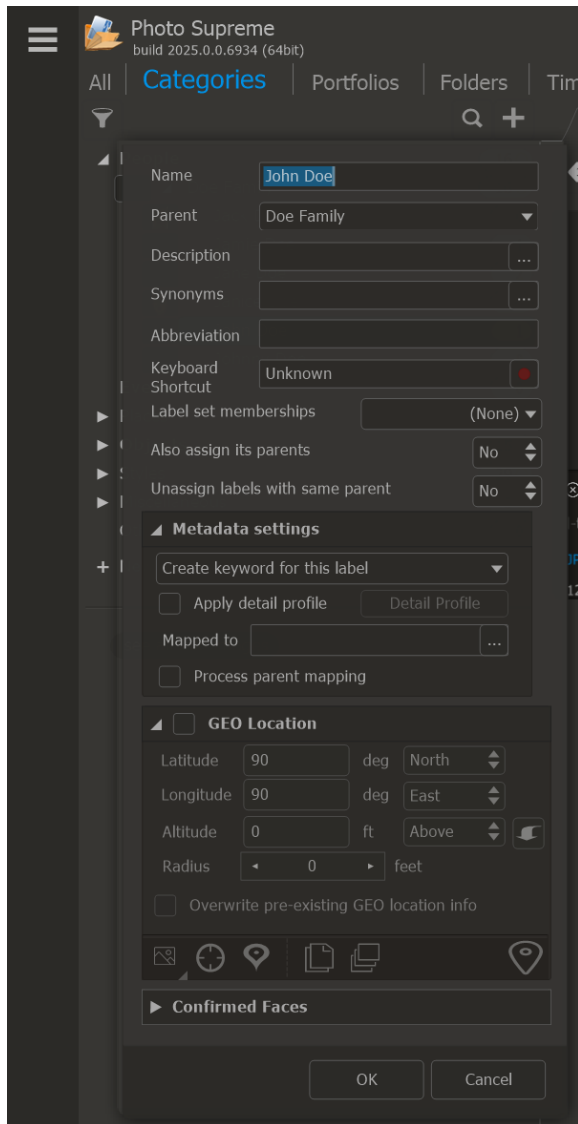 Photo Supreme
build 2025.0.0.6934 (64bit)
All Categories Portfolios Folders
Name John Doe
Parent Doe Family
Description ...
Synonyms ...
Abbreviation
Keyboard
Shortcut Unknown
Label set memberships (None)
Also assign its parents No
Unassign labels with same parent No
Metadata settings
Create keyword for this label
Apply detail profile Detail Profile
Mapped to ...
Process parent mapping
GEO Location
Latitude 90 deg North
Longitude 90 deg East
Altitude 0 ft Above
Radius 0 feet
Overwrite pre-existing GEO location info
Confirmed Faces
OK Cancel